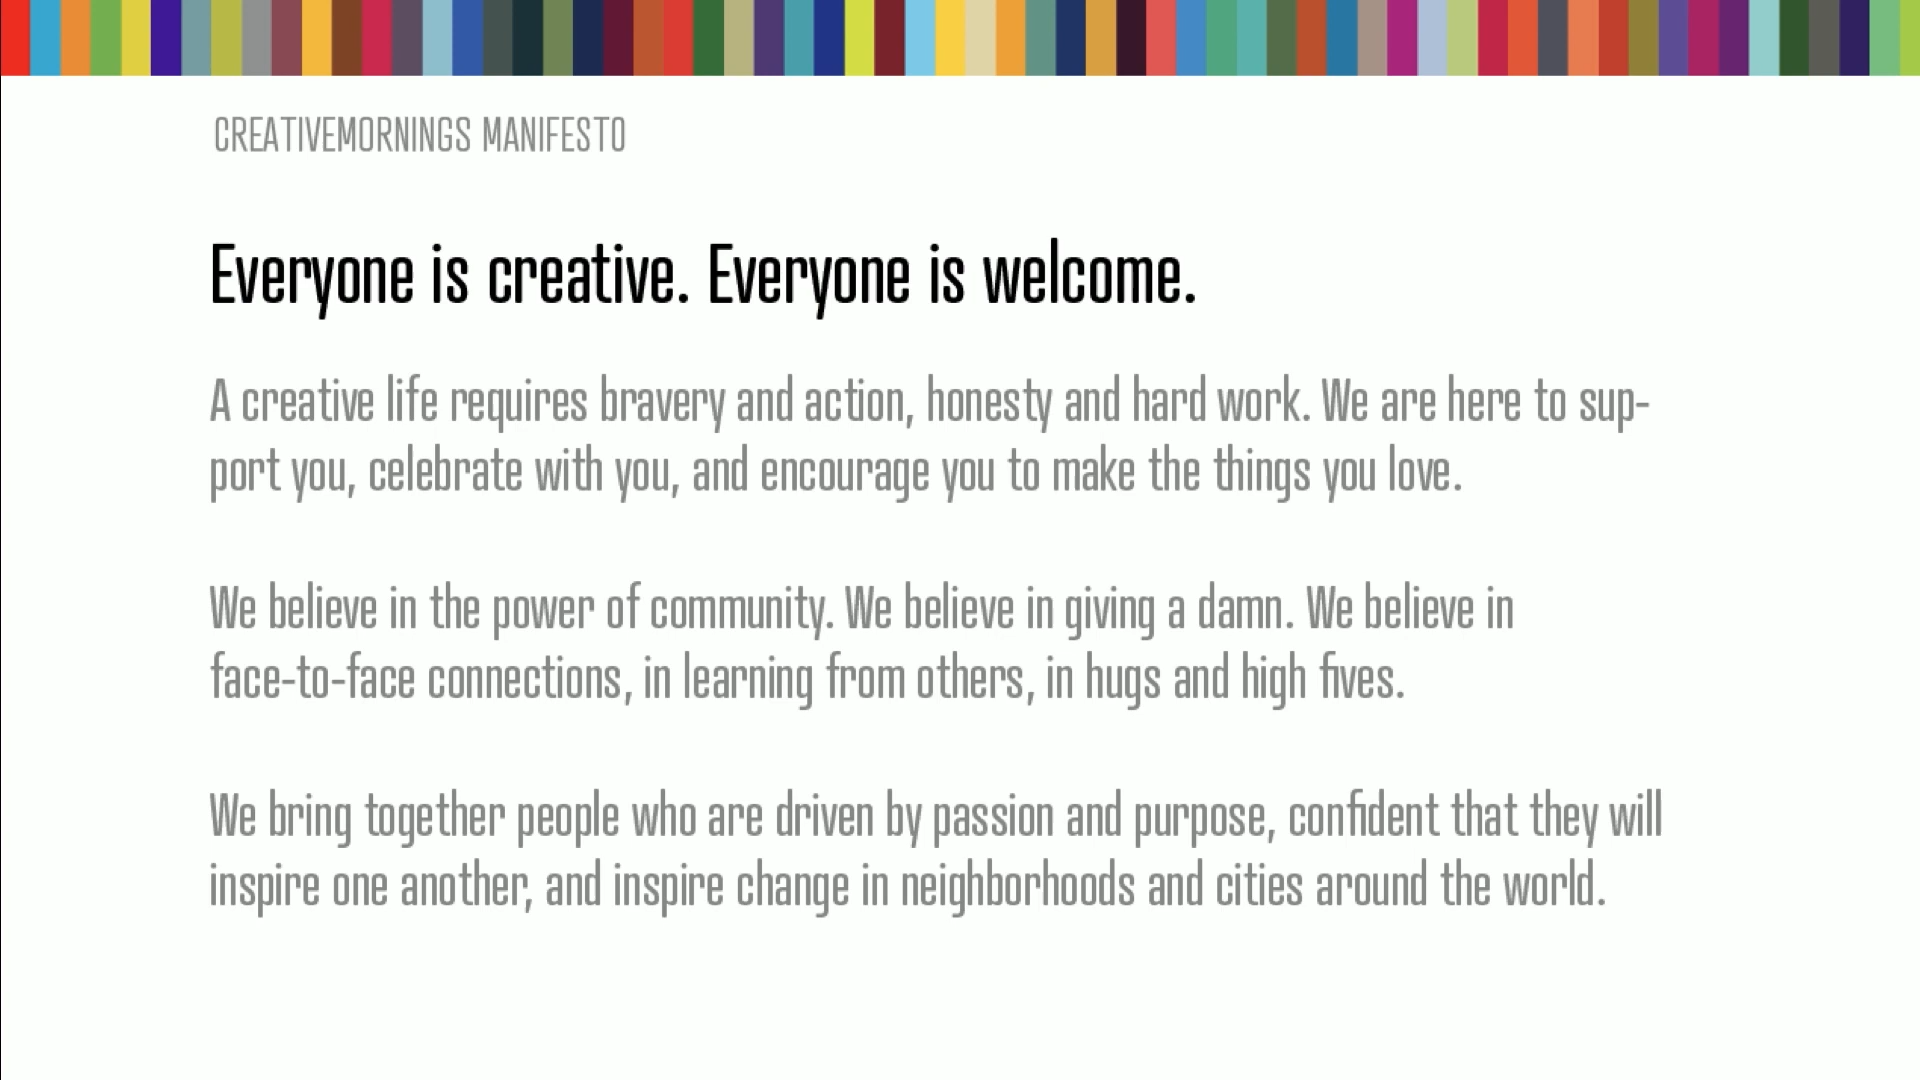 CREATIVEMORNINGS MANIFESTO
Everyone is creative. Everyone is welcome.
A creative life requires bravery and action, honesty and hard work. We are here to sup-
port you, celebrate with you, and encourage you to make the things you love.
We believe in the power of community. We believe in giving a damn. We believe in
face-to-face connections, in learning from others, in hugs and high fives.
We bring together people who are driven by passion and purpose, confident that they will
inspire one another, and inspire change in neighborhoods and cities around the world.